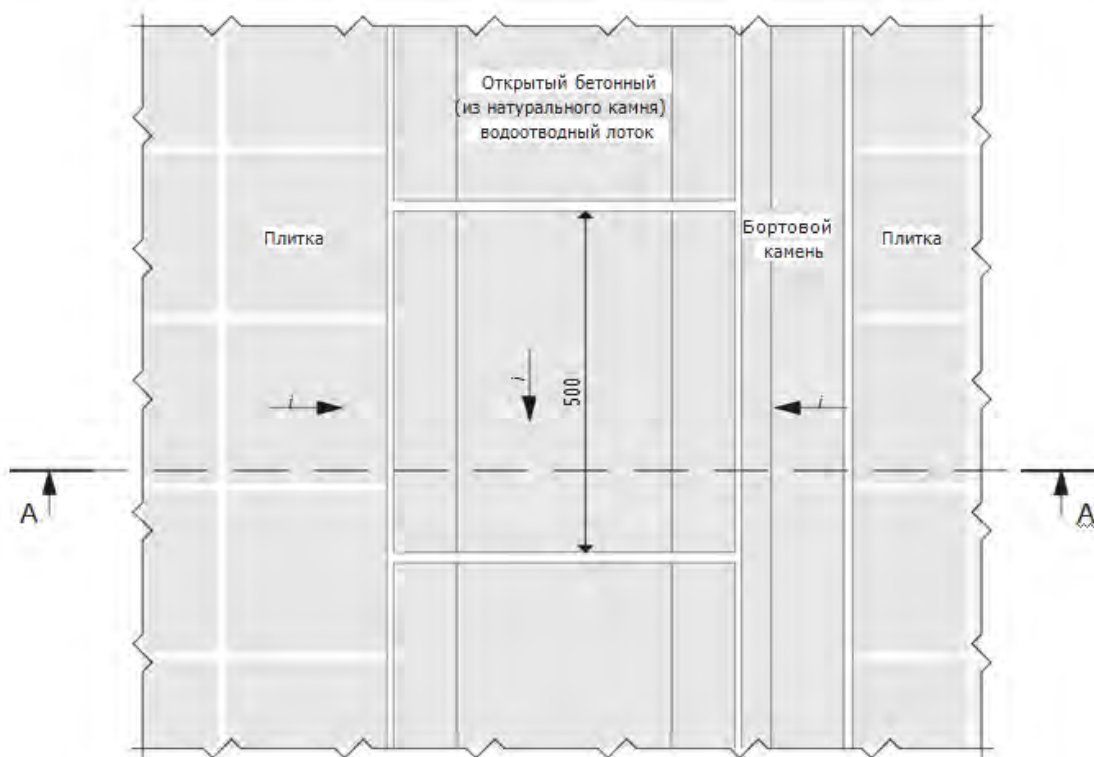 Открытый бетонный
(из натурального камня)
водоотводный лоток
Плитка
Бортовой
камень
Плитка
i
i
500
i
А
А